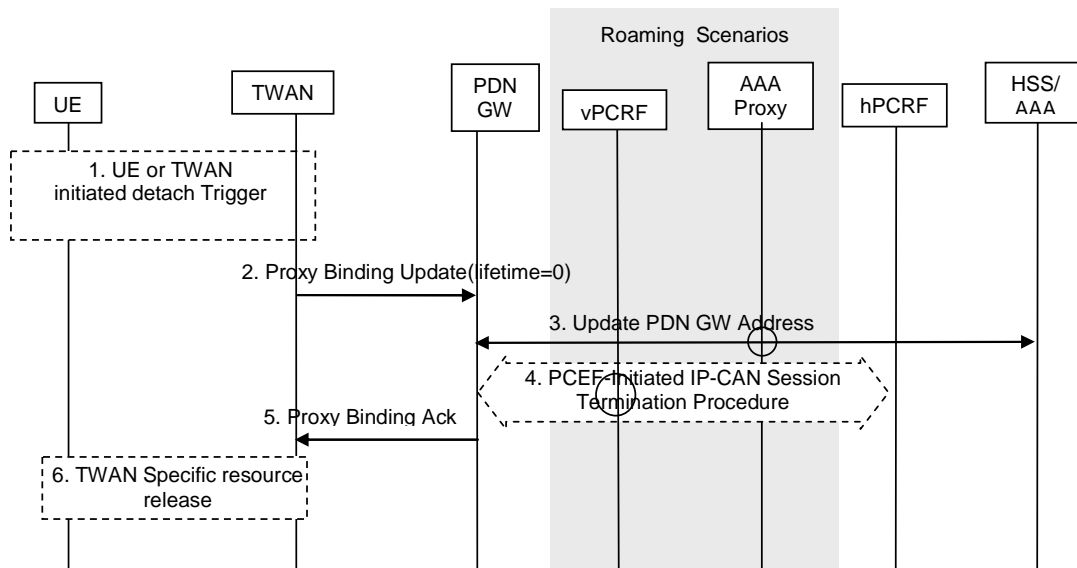 Roaming Scenarios
UE
TWAN
PDN
GW
vPCRF
AAA
Proxy
hPCRF
HSS/
AAA
1. UE or TWAN
initiated detach Trigger
2. Proxy Binding Update(lifetime=0)
3. Update PDN GW Address
4. PCEF-Initiated IP-CAN Session
Termination Procedure
5. Proxy Binding Ack
6. TWAN Specific resource
release